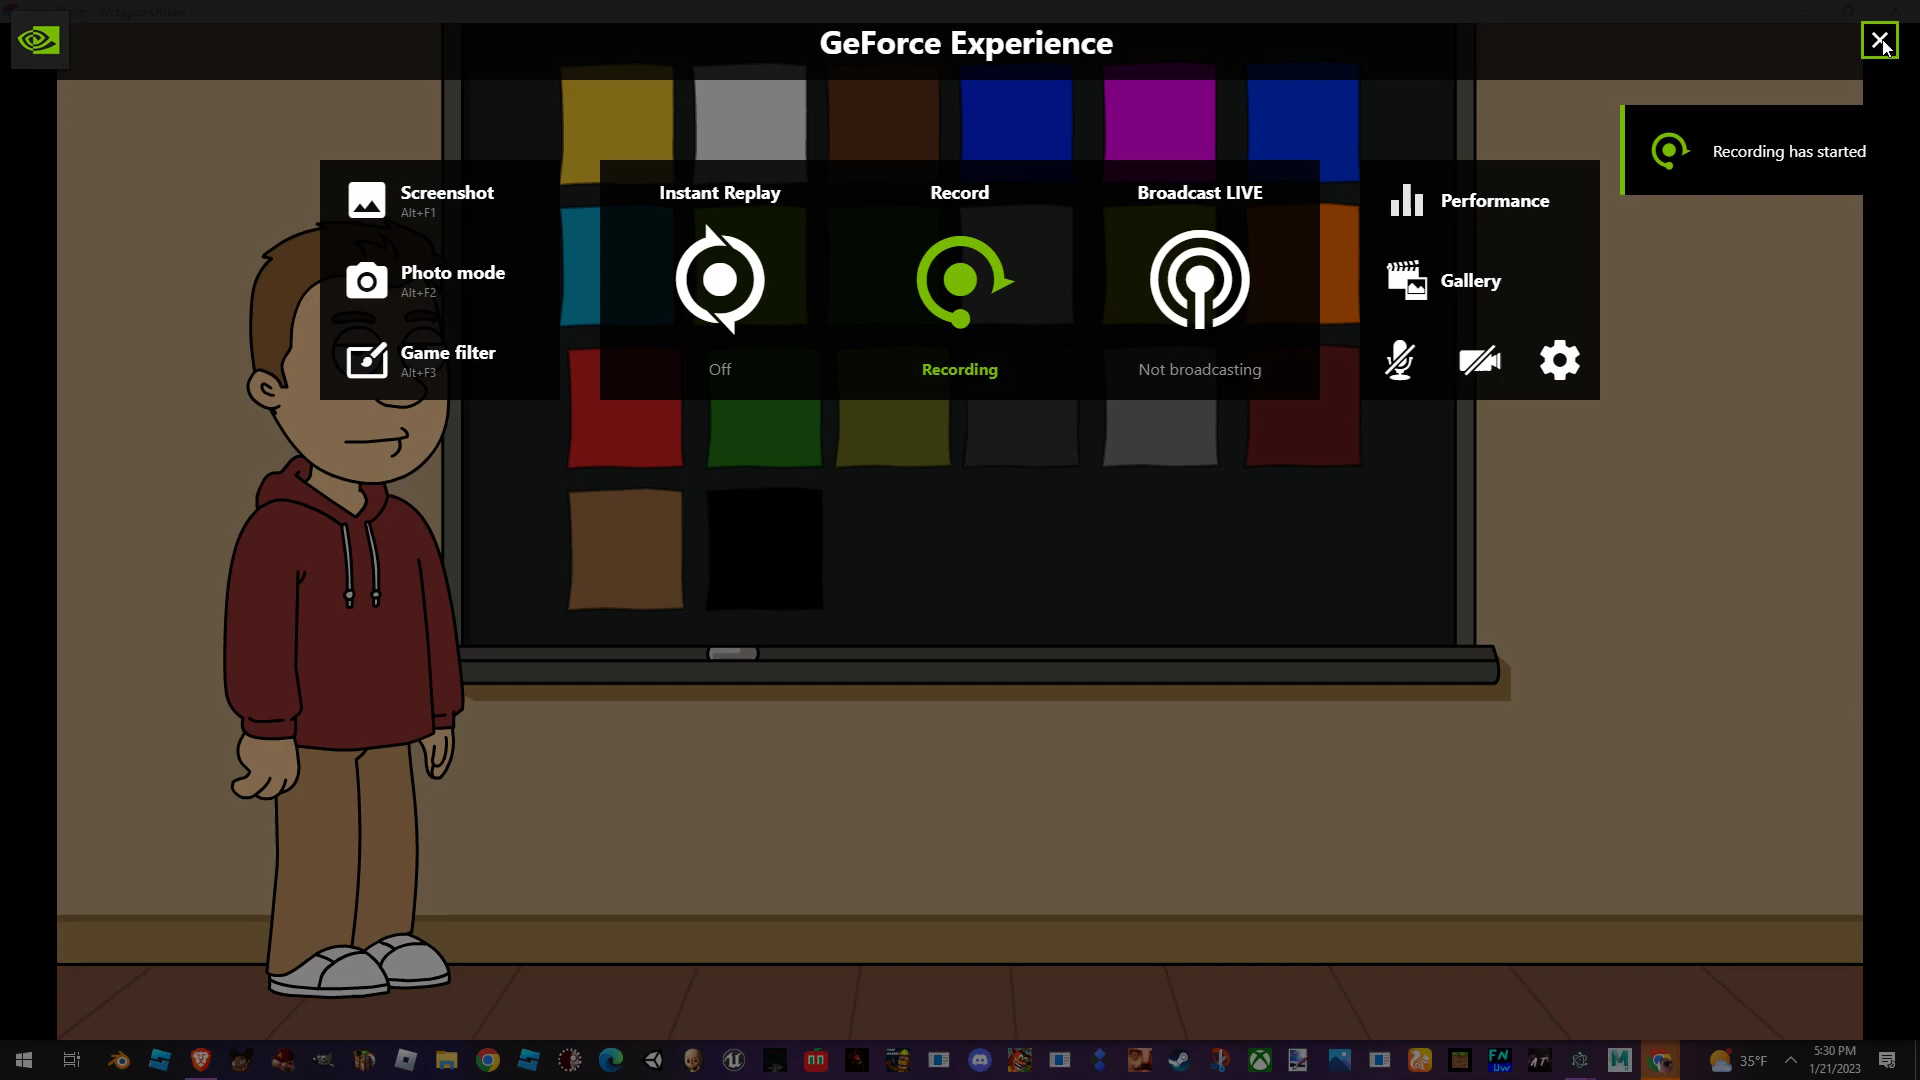 GeForce Experience
Recording has started
Screenshot
Alt+F1
Photo mode
Alt+F2
Game filter
Alt+F3
Instant Replay
Off
Record
Recording
Broadcast LIVE
Not broadcasting
Performance
Gallery
35°F
5:30 PM
1/21/2023